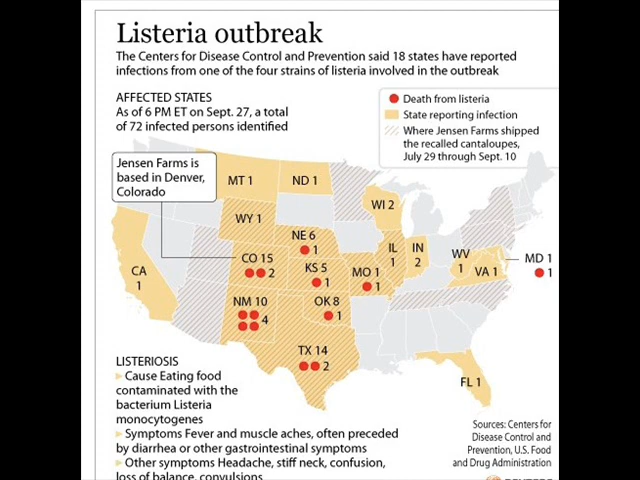 Listeria outbreak
The Centers for Disease Control and Prevention said 18 states have reported
infections from one of the four strains of listeria involved in the outbreak
AFFECTED STATES
As of 6 PM ET on Sept. 27, a total
of 72 infected persons identified
Death from listeria
State reporting infection
Where Jensen Farms shipped
the recalled cantaloupes,
July 29 through Sept. 10
Jensen Farms is
based in Denver,
Colorado
MT 1
ND 1
WI 2
WY 1
NE 6
1
IL
1
IN
2
CO 15
2
KS 5
1
MO 1
1
WV
1
VA 1
MD 1
1
CA
1
NM 10
4
OK 8
1
TX 14
2
FL 1
LISTERIOSIS
Cause Eating food
contaminated with the
bacterium Listeria
monocytogenes
Symptoms Fever and muscle aches, often preceded
by diarrhea or other gastrointestinal symptoms
Other symptoms Headache, stiff neck, confusion,
loss of balance, convulsions
Sources: Centers for
Disease Control and
Prevention, U.S. Food
and Drug Administration